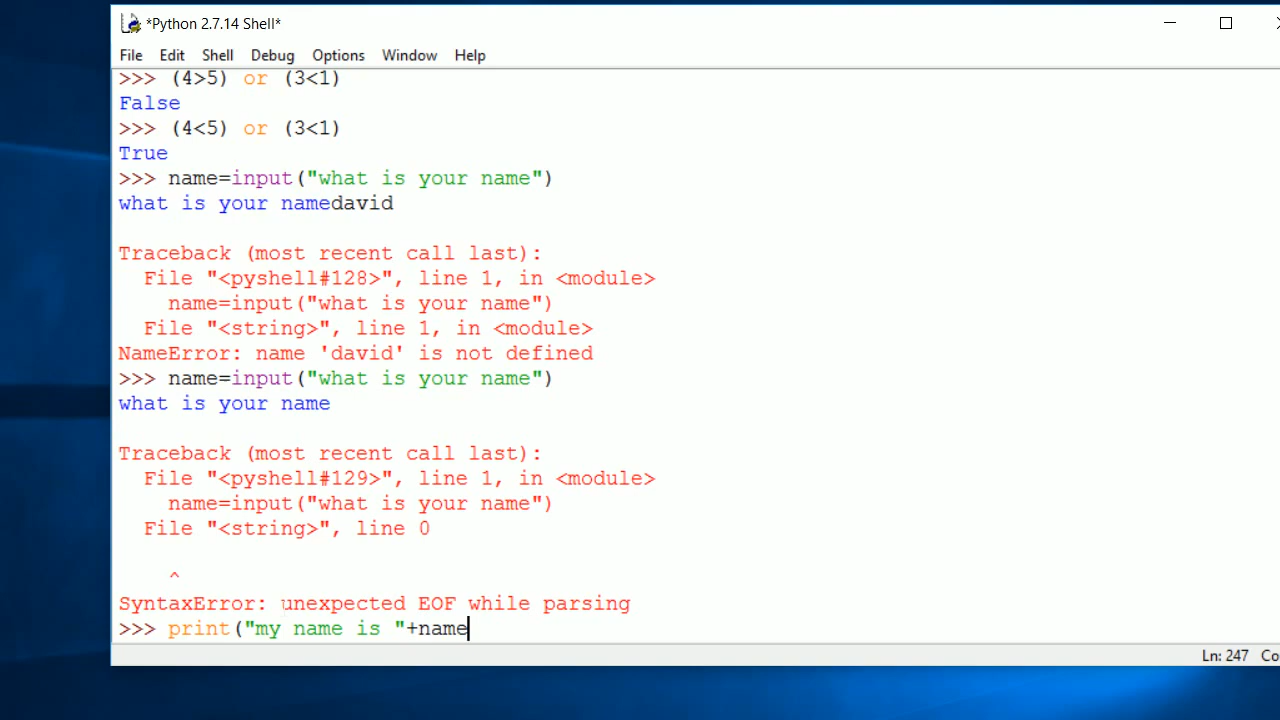 *Python 2.7.14 Shell*
File Edit Shell Debug Options Window Help
>>> (4>5) or (3<1)
False
>>> (4<5) or (3<1)
True
>>> name=input("what is your name")
what is your namedavid
Traceback (most recent call last):
  File "<pyshell#128>", line 1, in <module>
    name=input("what is your name")
  File "<string>", line 1, in <module>
NameError: name 'david' is not defined
>>> name=input("what is your name")
what is your name
Traceback (most recent call last):
  File "<pyshell#129>", line 1, in <module>
    name=input("what is your name")
  File "<string>", line 0
    ^
SyntaxError: unexpected EOF while parsing
>>> print("my name is "+name
Ln: 247 Co